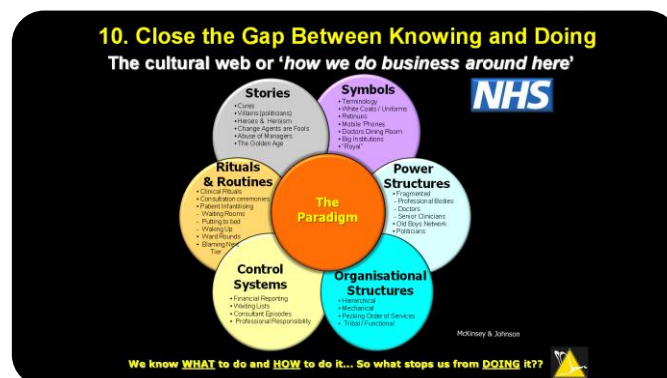 10. Close the Gap Between Knowing and Doing
The cultural web or ‘how we do business around here’
NHS
Stories
• Cures
• Villains (politicians)
• Heroes & Heroism
• Change Agents are Fools
• Abuse of Managers
• The Golden Age
Symbols
• Terminology
• White Coats / Uniforms
• Retinues
• Mobile 'Phones
• Doctors Dining Room
• Big Institutions
• "Royal"
Rituals
& Routines
• Clinical Rituals
• Consultation ceremonies
• Patient Infantilising
- Waiting Rooms
- Putting to bed
- Waking Up
• Ward Rounds
• Blaming Next
Tier
The
Paradigm
Power
Structures
• Fragmented
- Professional Bodies
- Doctors
- Senior Clinicians
• Old Boys Network
• Politicians
Control
Systems
• Financial Reporting
• Waiting Lists
• Consultant Episodes
• Professional Responsibility
Organisational
Structures
• Hierarchical
• Mechanical
• Pecking Order of Services
• Tribal / Functional
McKinsey & Johnson
We know WHAT to do and HOW to do it... So what stops us from DOING it??